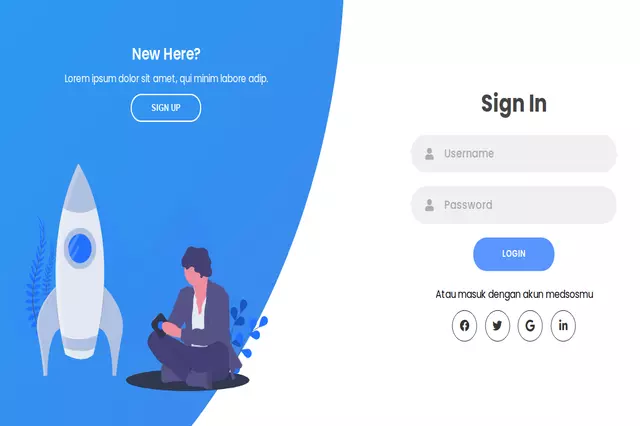 New Here?
Lorem ipsum dolor sit amet, qui minim labore adip.
SIGN UP
Sign In
Username
Password
LOGIN
Atau masuk dengan akun medsosmu